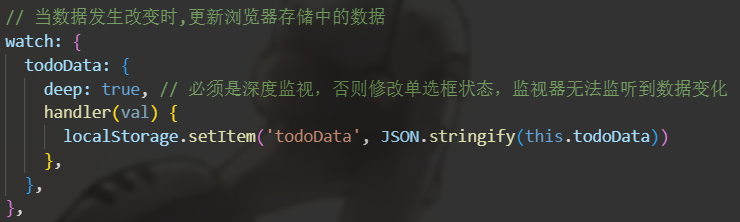 // 当数据发生改变时,更新浏览器存储中的数据
watch: {
  todoData: {
    deep: true, // 必须是深度监视，否则修改单选框状态，监视器无法监听到数据变化
    handler(val) {
      localStorage.setItem('todoData', JSON.stringify(this.todoData))
    },
  },
},